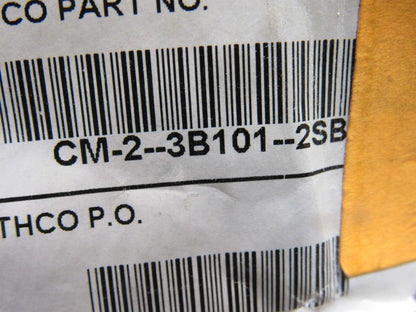 CO PART NO.
CM-2--3B101--2SB
THCO P.O.